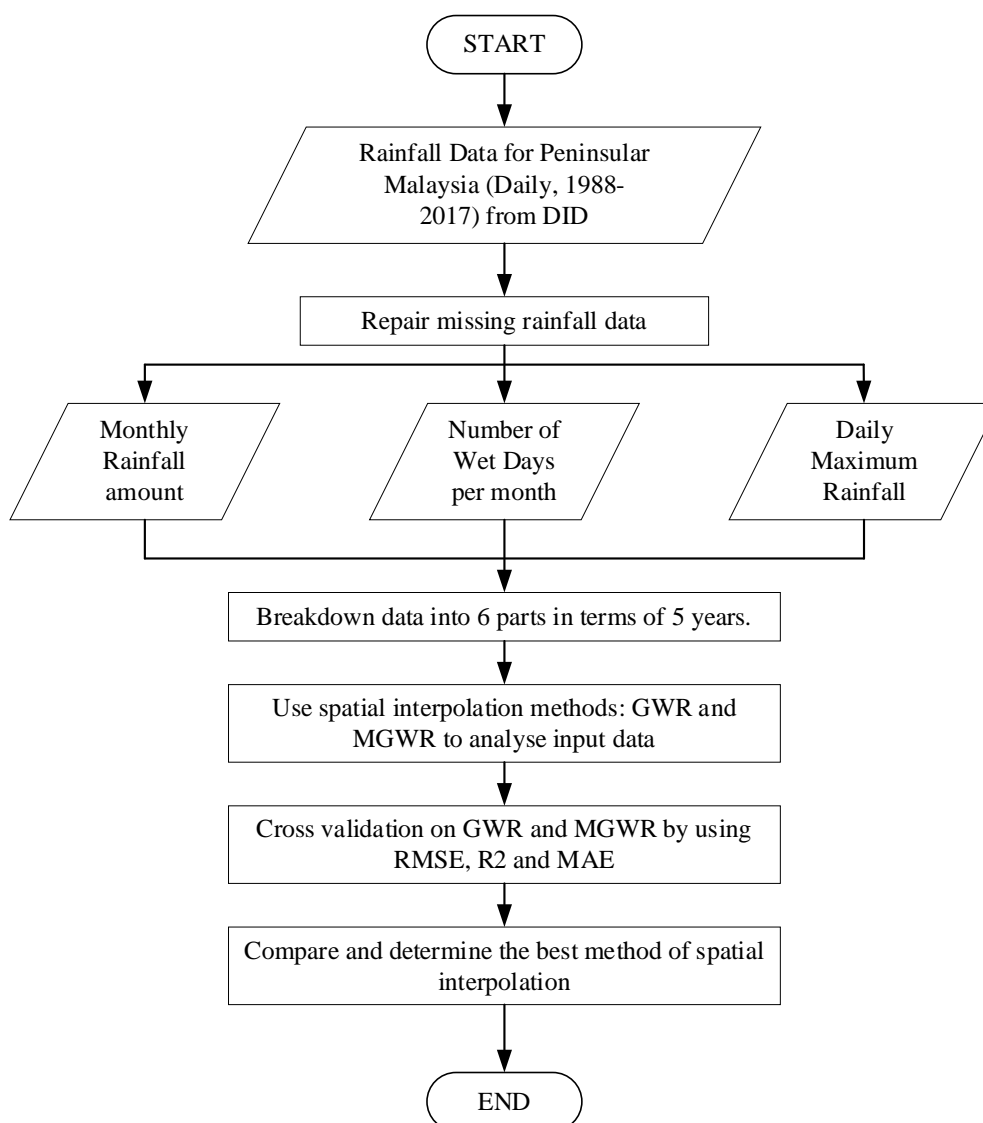 START
Rainfall Data for Peninsular
Malaysia (Daily, 1988-
2017) from DID
Repair missing rainfall data
Monthly
Rainfall
amount
Number of
Wet Days
per month
Daily
Maximum
Rainfall
Breakdown data into 6 parts in terms of 5 years.
Use spatial interpolation methods: GWR and
MGWR to analyse input data
Cross validation on GWR and MGWR by using
RMSE, R2 and MAE
Compare and determine the best method of spatial
interpolation
END